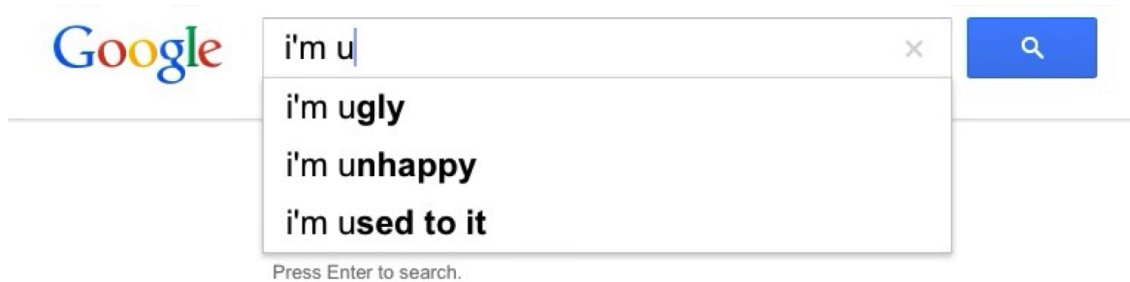 Google
i'm u
i'm ugly
i'm unhappy
i'm used to it
Press Enter to search.